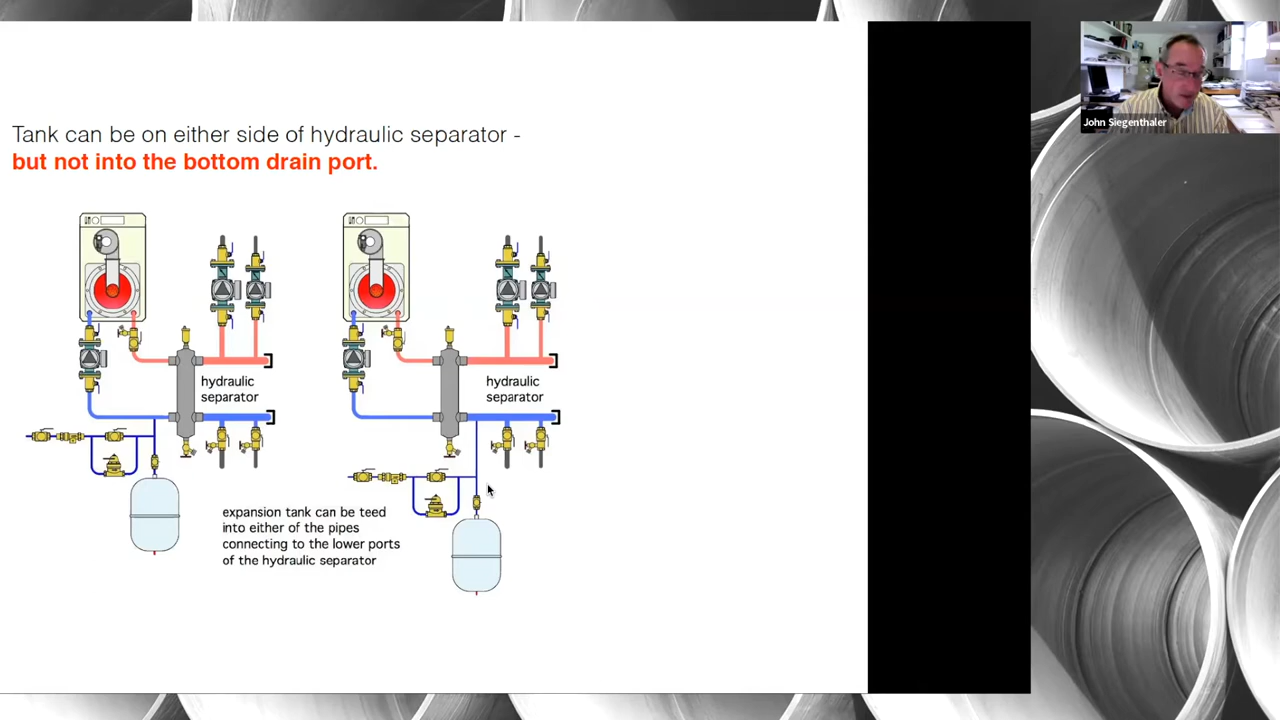 Tank can be on either side of hydraulic separator -
but not into the bottom drain port.
John Siegenthaler
hydraulic
separator
hydraulic
separator
expansion tank can be teed
into either of the pipes
connecting to the lower ports
of the hydraulic separator